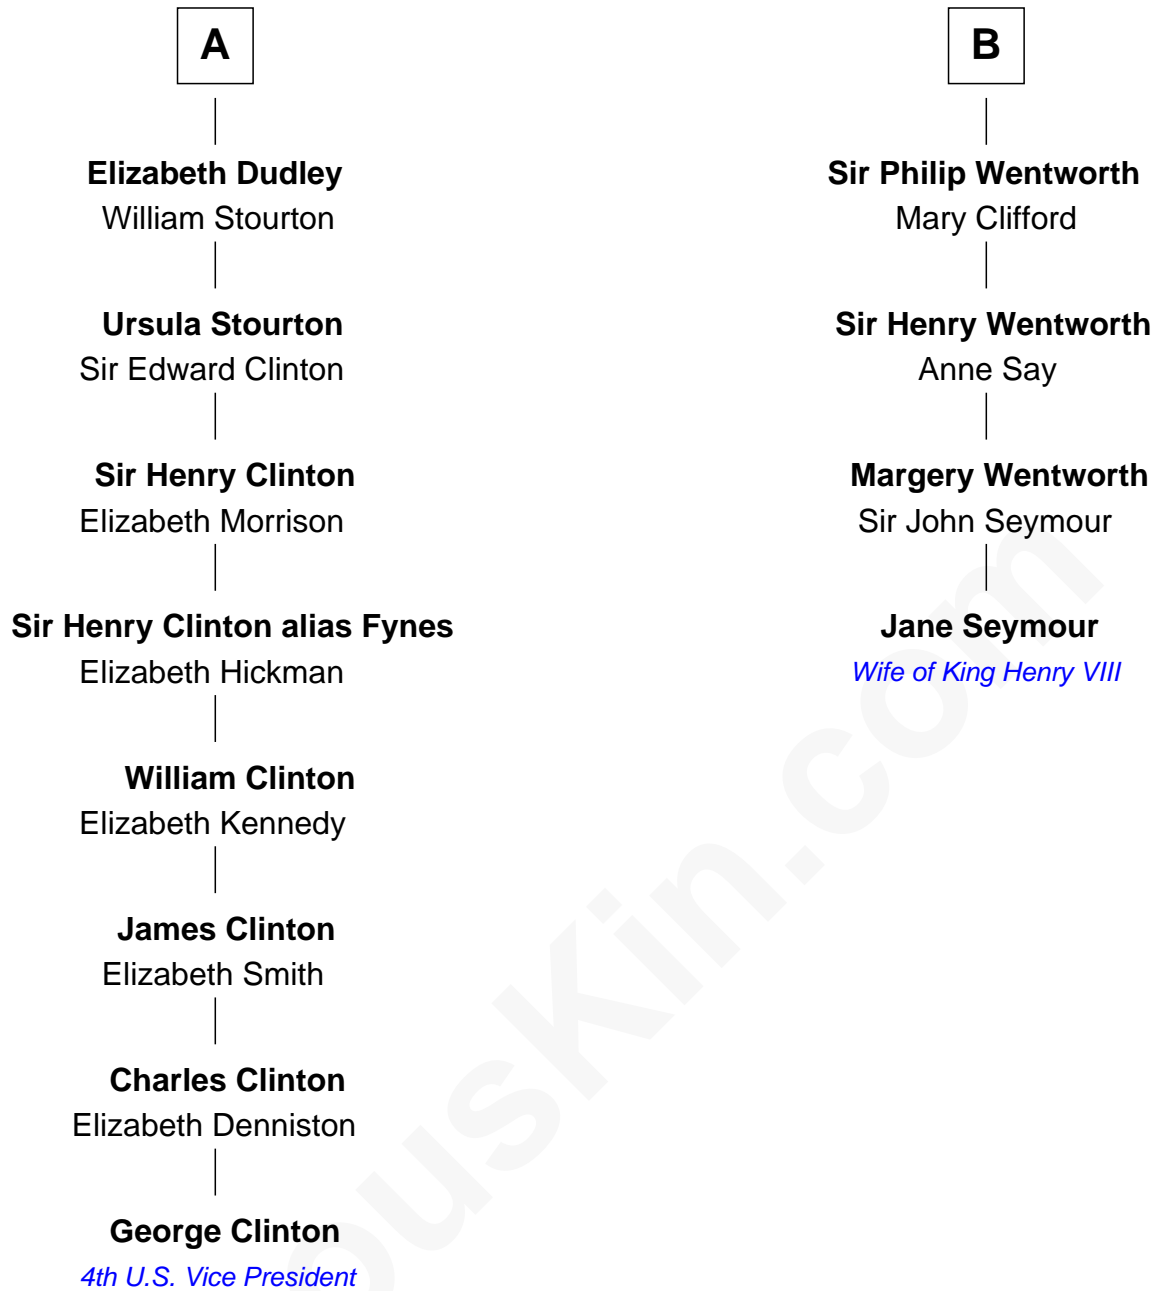 A
Elizabeth Dudley
William Stourton
Ursula Stourton
Sir Edward Clinton
Sir Henry Clinton
Elizabeth Morrison
Sir Henry Clinton alias Fynes
Elizabeth Hickman
William Clinton
Elizabeth Kennedy
James Clinton
Elizabeth Smith
Charles Clinton
Elizabeth Denniston
George Clinton
4th U.S. Vice President
B
Sir Philip Wentworth
Mary Clifford
Sir Henry Wentworth
Anne Say
Margery Wentworth
Sir John Seymour
Jane Seymour
Wife of King Henry VIII
ousKin.com